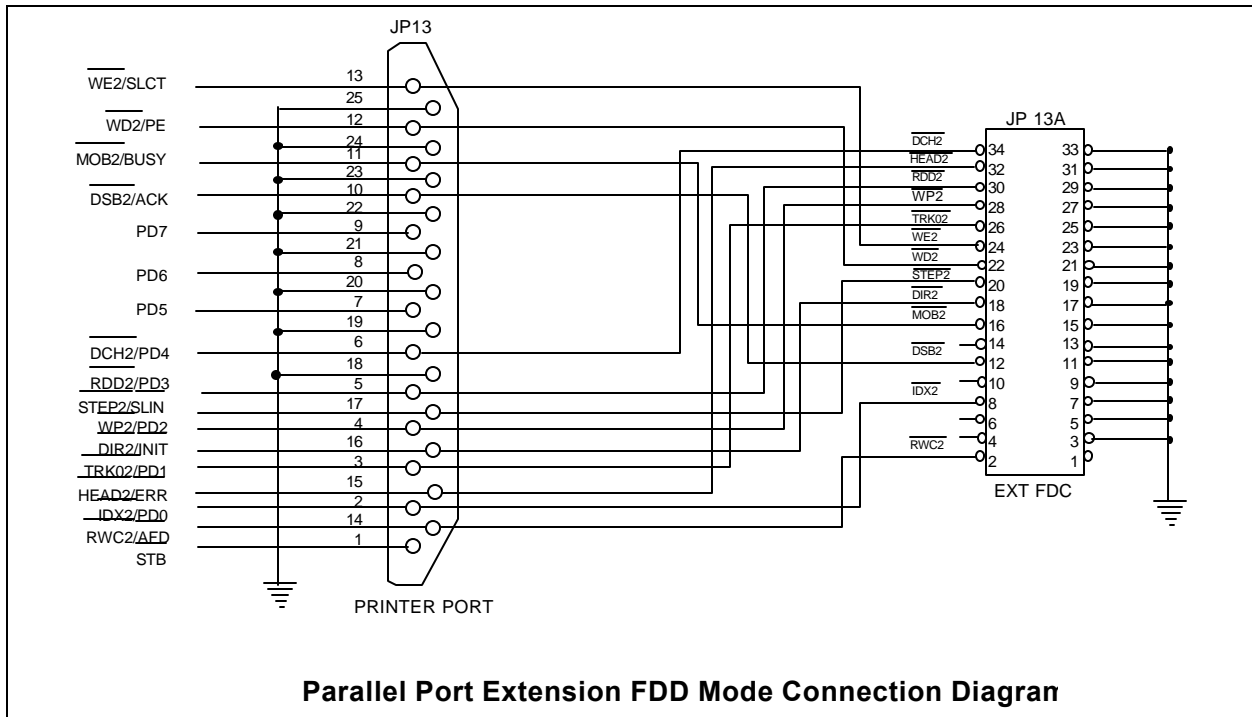 JP13
WE2/SLCT
13
25
WD2/PE
12
24
MOB2/BUSY
11
23
DSB2/ACK
10
22
PD7
9
21
PD6
8
20
PD5
7
19
DCH2/PD4
6
18
RDD2/PD3
5
STEP2/SLIN
17
WP2/PD2
4
DIR2/INIT
16
TRK02/PD1
3
HEAD2/ERR
15
IDX2/PD0
2
RWC2/AFD
14
STB
1
PRINTER PORT
JP 13A
DCH2
34 33
HEAD2
32 31
RDD2
30 29
WP2
28 27
TRK02
26 25
WE2
24 23
WD2
22 21
STEP2
20 19
DIR2
18 17
MOB2
16 15
14 13
DSB2
12 11
10 9
IDX2
8 7
6 5
RWC2
4 3
2 1
EXT FDC
Parallel Port Extension FDD Mode Connection Diagram